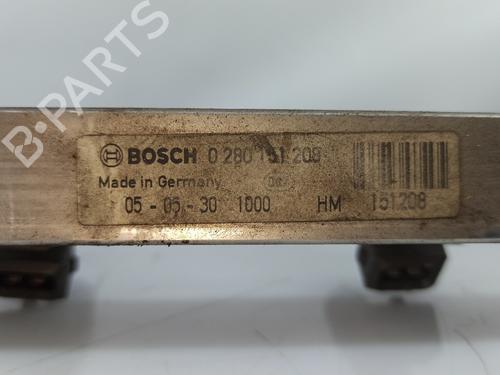 BOSCH 0 280 151 208
Made in Germany
05-05-30 1000 HM 151208
B-PARTS